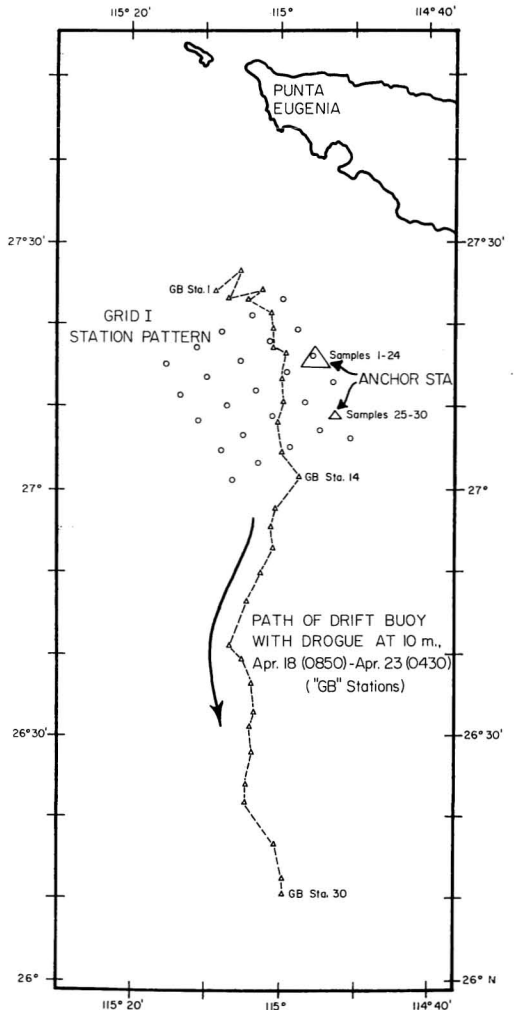 115° 20'
115°
114° 40'
PUNTA
EUGENIA
27° 30'
27° 30'
GB Sta. 1
GRID I
STATION PATTERN
Samples 1-24
ANCHOR STA
Samples 25-30
GB Sta. 14
27°
27°
PATH OF DRIFT BUOY
WITH DROGUE AT 10 m.,
Apr. 18 (0850)-Apr. 23 (0430)
("GB" Stations)
26° 30'
26° 30'
GB Sta. 30
26°
26° N
115° 20'
115°
114° 40'